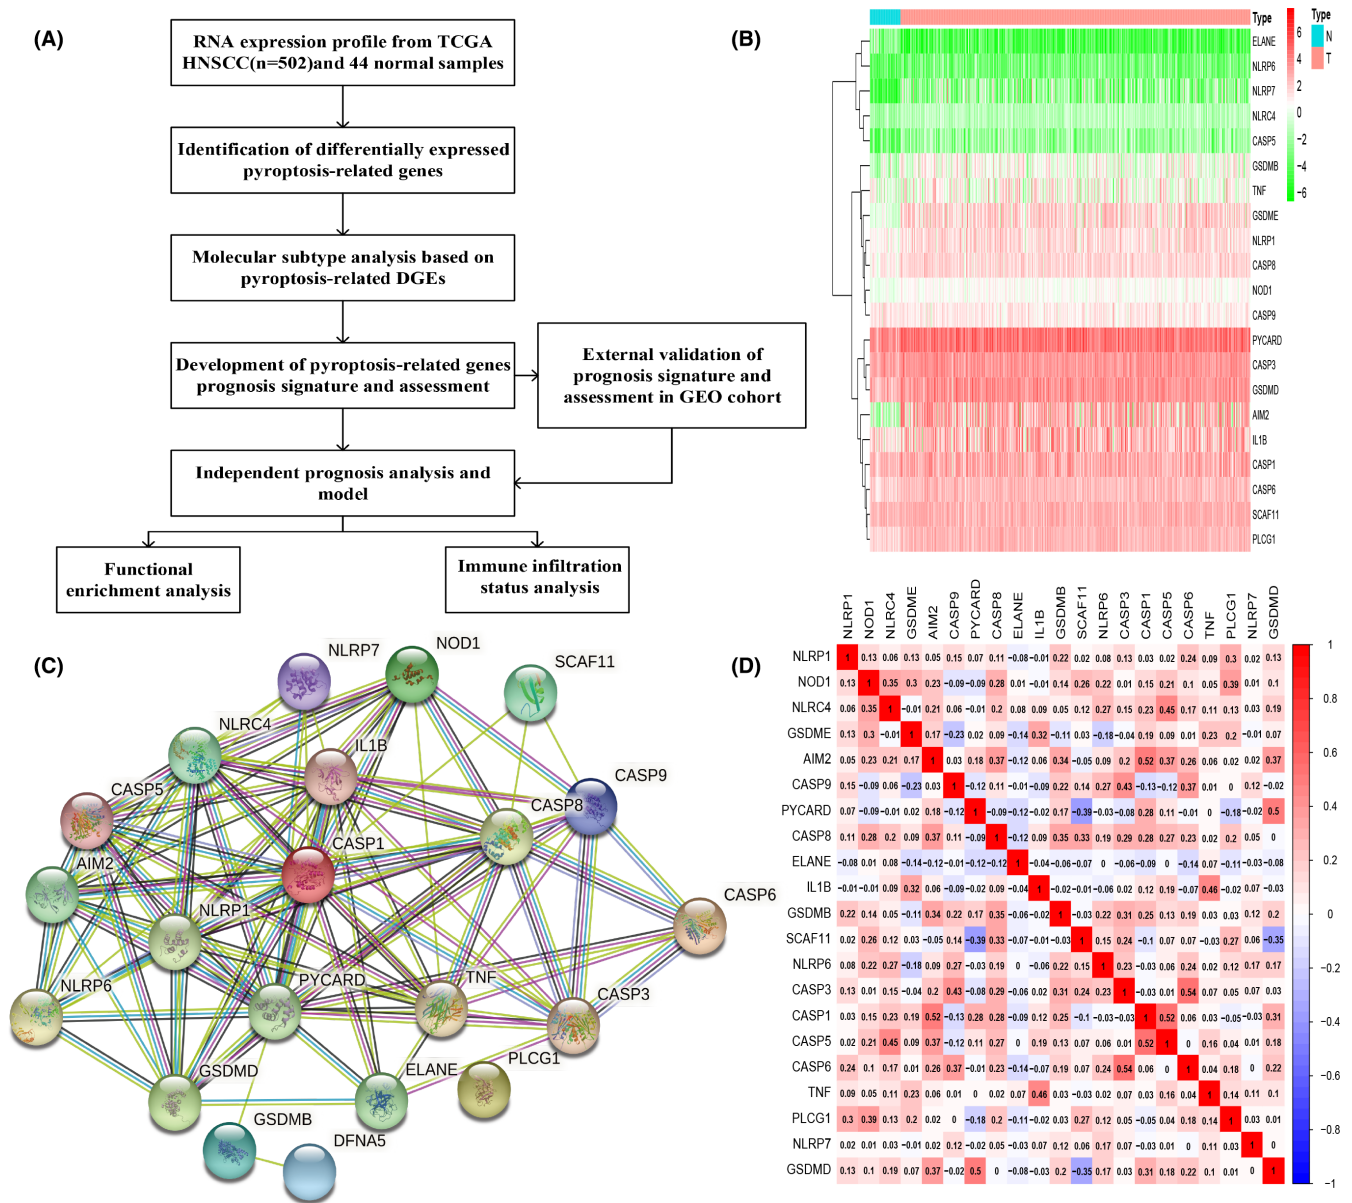 (A)
RNA expression profile from TCGA
HNSCC(n=502)and 44 normal samples
Identification of differentially expressed
pyroptosis-related genes
Molecular subtype analysis based on
pyroptosis-related DGEs
Development of pyroptosis-related genes
prognosis signature and assessment
External validation of
prognosis signature and
assessment in GEO cohort
Independent prognosis analysis and
model
Functional
enrichment analysis
Immune infiltration
status analysis
(B)
Type
ELANE
NLRP6
NLRP7
NLRC4
CASP5
GSDMB
TNF
GSDME
NLRP1
CASP8
NOD1
CASP9
PYCARD
CASP3
GSDMD
AIM2
IL1B
CASP1
CASP6
SCAF11
PLCG1
6
4
2
0
−2
−4
−6
Type
N
T
(C)
NLRP7
NOD1
SCAF11
NLRC4
IL1B
CASP9
CASP5
CASP8
CASP1
AIM2
CASP6
NLRP1
PYCARD
TNF
NLRP6
CASP3
PLCG1
GSDMD
ELANE
GSDMB
DFNA5
(D)
NLRP1 NOD1 NLRC4 GSDME AIM2 CASP9 PYCARD CASP8 ELANE IL1B GSDMB SCAF11 NLRP6 CASP3 CASP1 CASP5 CASP6 TNF PLCG1 NLRP7 GSDMD
NLRP1 1 0.13 0.06 0.13 0.05 0.15 0.07 0.11 −0.08 −0.01 0.22 0.02 0.08 0.13 0.03 0.02 0.24 0.09 0.3 0.02 0.13
NOD1 0.13 1 0.35 0.3 0.23 −0.09 −0.09 0.28 0.01 −0.01 0.14 0.26 0.22 0.01 0.15 0.21 0.1 0.05 0.39 0.01 0.1
NLRC4 0.06 0.35 1 −0.01 0.21 0.06 −0.01 0.2 0.08 0.09 0.05 0.12 0.27 0.15 0.23 0.45 0.17 0.11 0.13 0.03 0.19
GSDME 0.13 0.3 −0.01 1 0.17 −0.23 0.02 0.09 −0.14 0.32 −0.11 0.03 −0.18 −0.04 0.19 0.09 0.01 0.23 0.2 −0.01 0.07
AIM2 0.05 0.23 0.21 0.17 1 0.03 0.18 0.37 −0.12 0.06 0.34 −0.05 0.09 0.2 0.52 0.37 0.26 0.06 0.02 0.02 0.37
CASP9 0.15 −0.09 0.06 −0.23 0.03 1 −0.12 0.11 −0.01 −0.09 0.22 0.14 0.27 0.43 −0.13 −0.12 0.37 −0.01 0 0.12 −0.02
PYCARD 0.07 −0.09 −0.01 0.02 0.18 −0.12 1 −0.09 −0.12 −0.02 0.17 −0.39 −0.03 −0.08 0.28 0.11 −0.01 0 −0.18 −0.02 0.5
CASP8 0.11 0.28 0.2 0.09 0.37 0.11 −0.09 1 −0.12 0.09 0.35 0.33 0.19 0.29 0.28 0.27 0.23 0.02 0.2 0.05 0
ELANE −0.08 0.01 0.08 −0.14 −0.12 −0.01 −0.12 −0.12 1 −0.04 −0.06 −0.07 0 −0.06 −0.09 0 −0.14 0.07 −0.11 −0.03 −0.08
IL1B −0.01 −0.01 0.09 0.32 0.06 −0.09 −0.02 0.09 −0.04 1 −0.02 −0.01 −0.06 0.02 0.12 0.19 −0.07 0.46 −0.02 0.07 −0.03
GSDMB 0.22 0.14 0.05 −0.11 0.34 0.22 0.17 0.35 −0.06 −0.02 1 −0.03 0.22 0.31 0.25 0.13 0.19 0.03 0.03 0.12 0.2
SCAF11 0.02 0.26 0.12 0.03 −0.05 0.14 −0.39 0.33 −0.07 −0.01 −0.03 1 0.15 0.24 −0.1 0.07 0.07 −0.03 0.27 0.06 −0.35
NLRP6 0.08 0.22 0.27 −0.18 0.09 0.27 −0.03 0.19 0 −0.06 0.22 0.15 1 0.23 −0.03 0.06 0.24 0.02 0.12 0.17 0.17
CASP3 0.13 0.01 0.15 −0.04 0.2 0.43 −0.08 0.29 −0.06 0.02 0.31 0.24 0.23 1 −0.03 0.01 0.54 0.07 0.05 0.07 0.03
CASP1 0.03 0.15 0.23 0.19 0.52 −0.13 0.28 0.28 −0.09 0.12 0.25 −0.1 −0.03 −0.03 1 0.52 0.06 0.03 −0.05 −0.03 0.31
CASP5 0.02 0.21 0.45 0.09 0.37 −0.12 0.11 0.27 0 0.19 0.13 0.07 0.06 0.01 0.52 1 0 0.16 0.04 0.01 0.18
CASP6 0.24 0.1 0.17 0.01 0.26 0.37 −0.01 0.23 −0.14 −0.07 0.19 0.07 0.24 0.54 0.06 0 1 0.04 0.18 0 0.22
TNF 0.09 0.05 0.11 0.23 0.06 −0.01 0 0.02 0.07 0.46 0.03 −0.03 0.02 0.07 0.03 0.16 0.04 1 0.14 0.11 0.1
PLCG1 0.3 0.39 0.13 0.2 0.02 0 −0.18 0.2 −0.11 −0.02 0.03 0.27 0.12 0.05 −0.05 0.04 0.18 0.14 1 0.03 0.01
NLRP7 0.02 0.01 0.03 −0.01 0.02 0.12 −0.02 0.05 −0.03 0.07 0.12 0.06 0.17 0.07 −0.03 0.01 0 0.11 0.03 1 0
GSDMD 0.13 0.1 0.19 0.07 0.37 −0.02 0.5 0 −0.08 −0.03 0.2 −0.35 0.17 0.03 0.31 0.18 0.22 0.1 0.01 0 1
1
0.8
0.6
0.4
0.2
0
−0.2
−0.4
−0.6
−0.8
−1